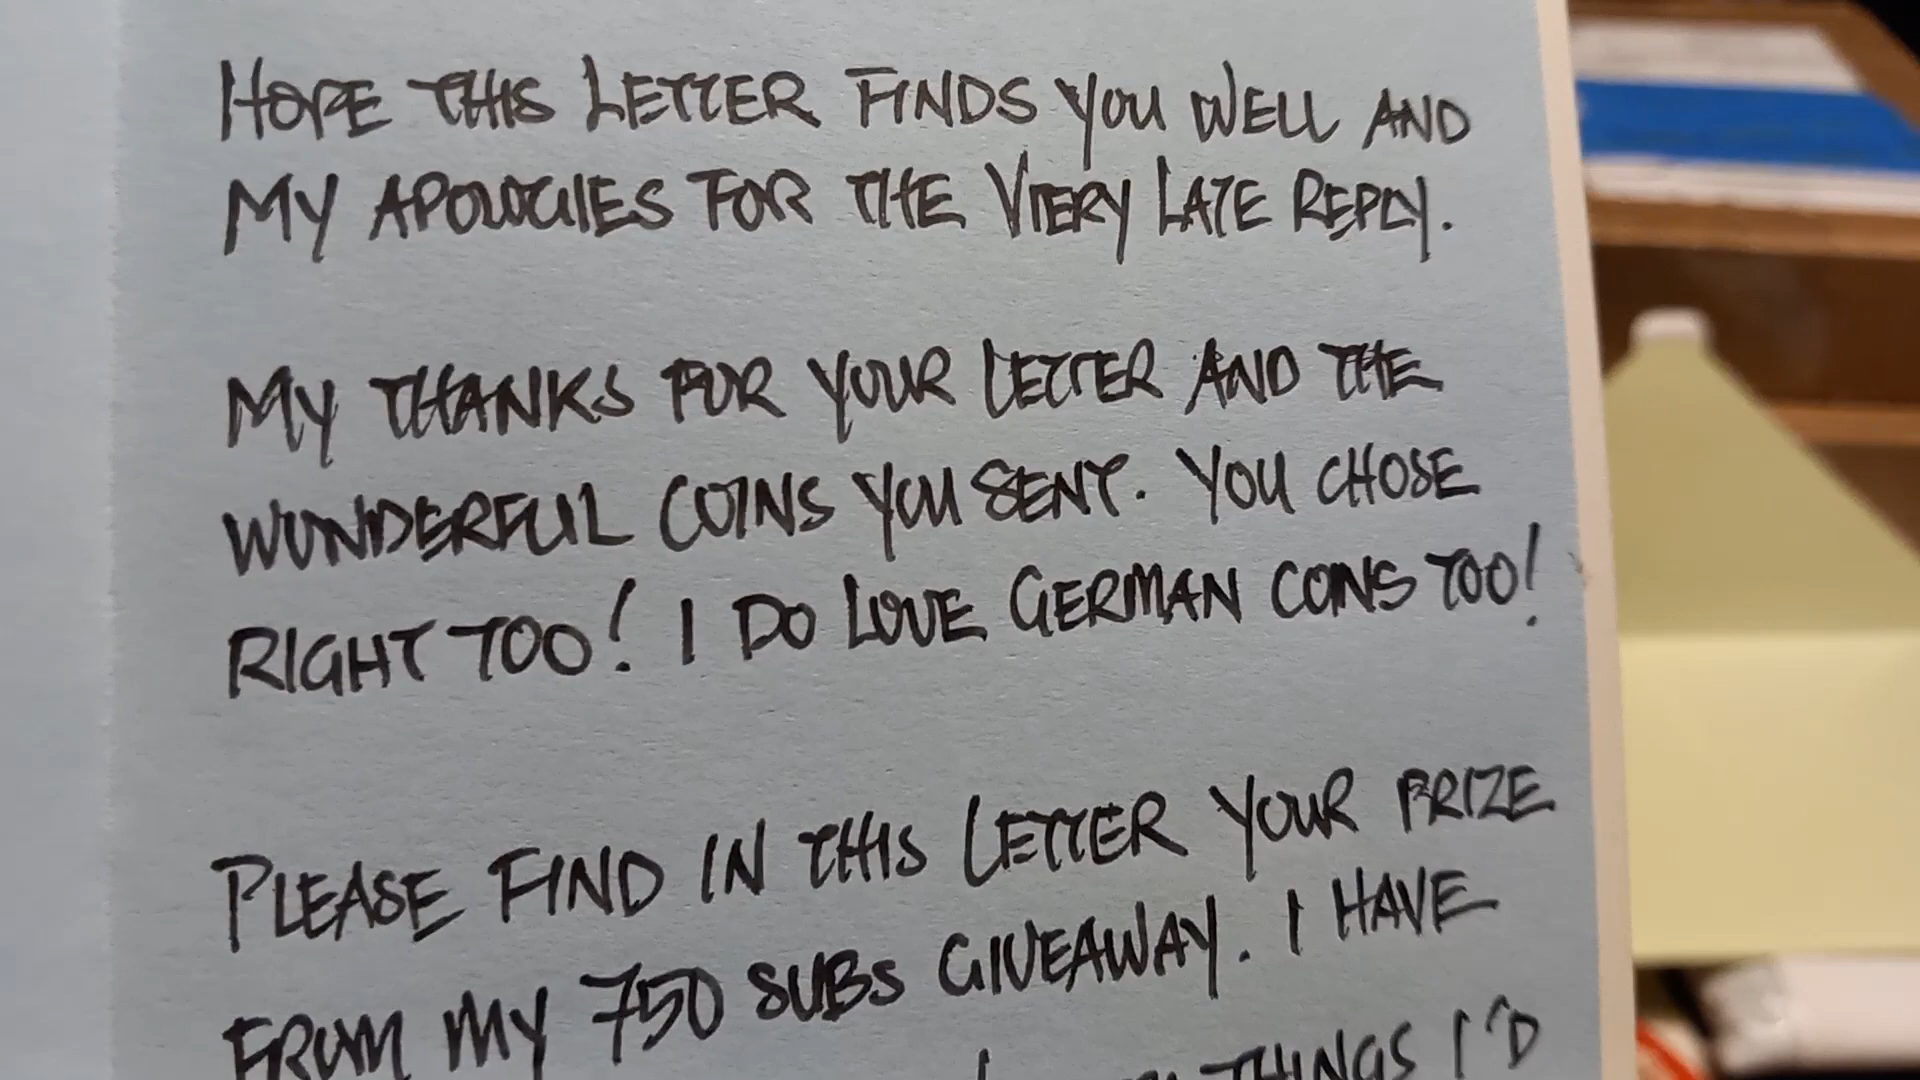 HOPE THIS LETTER FINDS YOU WELL AND
MY APOLOGIES FOR THE VERY LATE REPLY.
MY THANKS FOR YOUR LETTER AND THE
WONDERFUL COINS YOU SENT. YOU CHOSE
RIGHT TOO! I DO LOVE GERMAN COINS TOO!
PLEASE FIND IN THIS LETTER YOUR PRIZE
FROM MY 750 SUBS GIVEAWAY. I HAVE
THINGS I'D